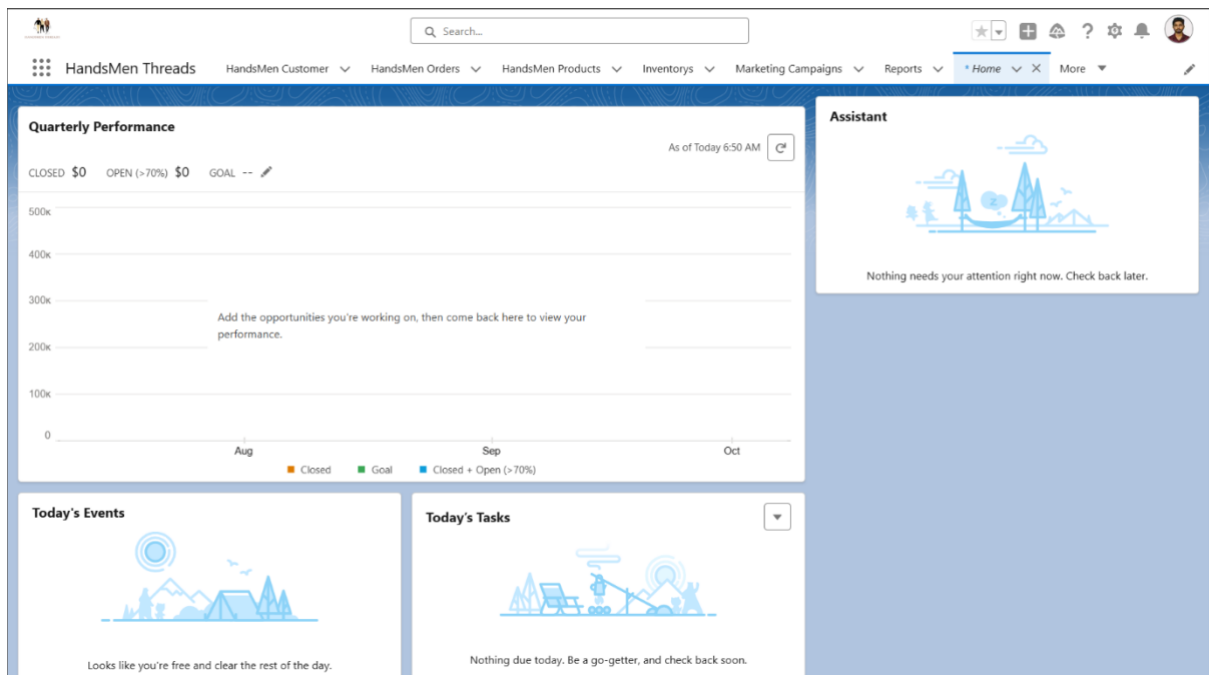 Search...
HandsMen Threads HandsMen Customer HandsMen Orders HandsMen Products Inventorys Marketing Campaigns Reports * Home More
Quarterly Performance
As of Today 6:50 AM
CLOSED $0 OPEN (>70%) $0 GOAL --
500K
400K
300K
200K
100K
0
Add the opportunities you're working on, then come back here to view your
performance.
Aug Sep Oct
Closed Goal Closed + Open (>70%)
Assistant
z
Nothing needs your attention right now. Check back later.
Today's Events
Looks like you're free and clear the rest of the day.
Today's Tasks
Nothing due today. Be a go-getter, and check back soon.